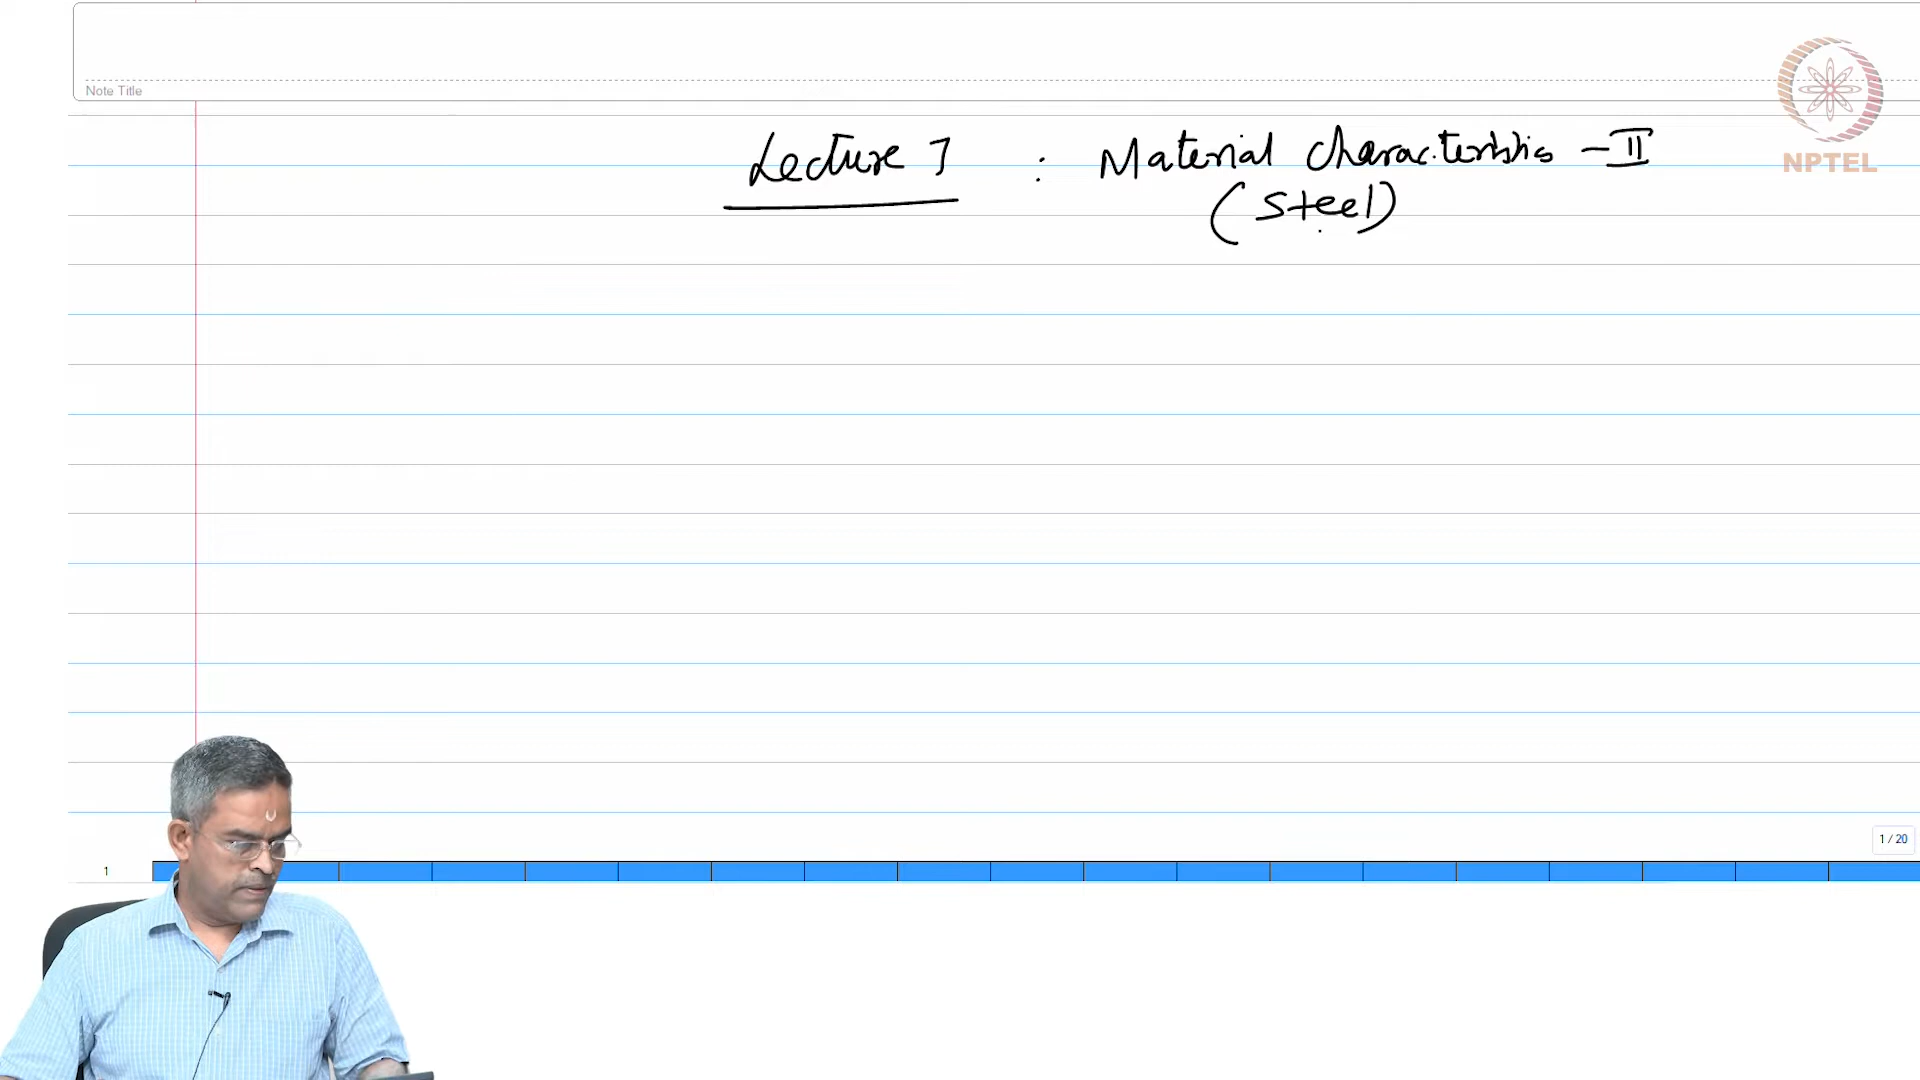 Note Title
Lecture 7 : Material characteristics - II
(Steel)
NPTEL
1 / 20
1